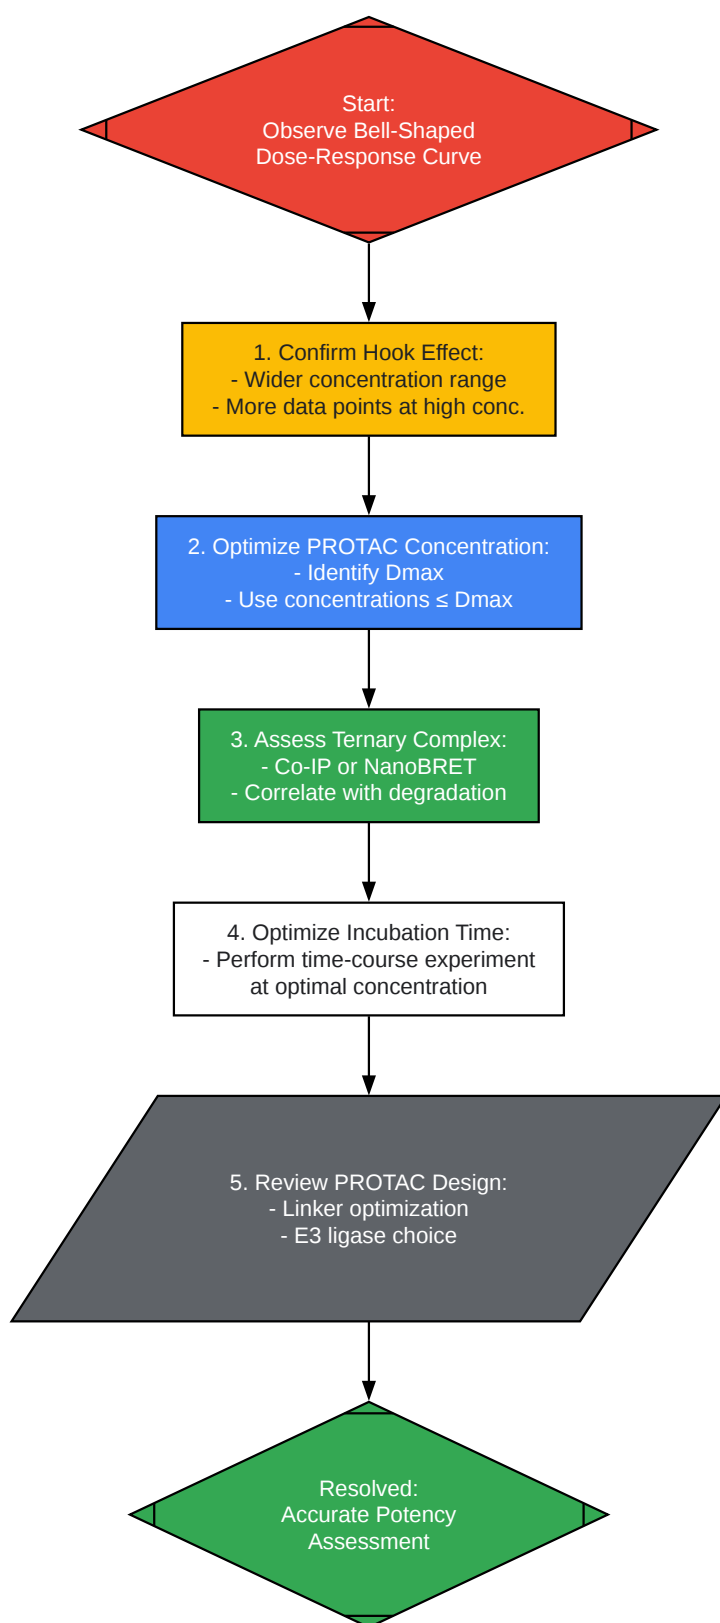 Start:
Observe Bell-Shaped
Dose-Response Curve
1. Confirm Hook Effect:
- Wider concentration range
- More data points at high conc.
2. Optimize PROTAC Concentration:
- Identify Dmax
- Use concentrations ≤ Dmax
3. Assess Ternary Complex:
- Co-IP or NanoBRET
- Correlate with degradation
4. Optimize Incubation Time:
- Perform time-course experiment
at optimal concentration
5. Review PROTAC Design:
- Linker optimization
- E3 ligase choice
Resolved:
Accurate Potency
Assessment